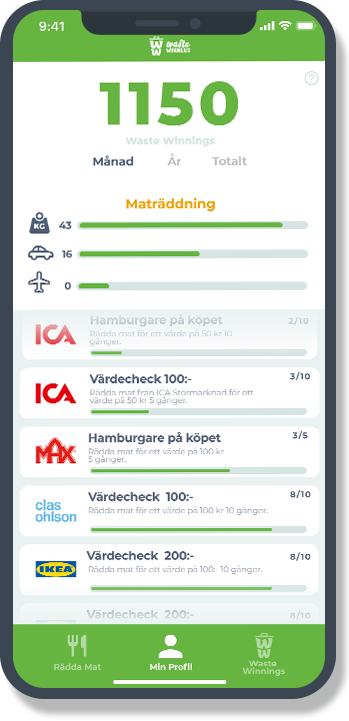 9:41
waste
WINNERS
1150
?
Waste Winnings
Månad År Totalt
Maträddning
KG 43
16
0
ICA Hamburgare på köpet 2/10
Rädda mat för ett värde på 50 kr 10
gånger.
ICA Värdecheck 100:- 3/10
Rädda mat från ICA Stormarknad för ett
värde på 50 kr 5 gånger.
MAX Hamburgare på köpet 3/5
Rädda mat för ett värde på 100 kr
5 gånger.
clas
ohlson
Värdecheck 100:- 8/10
Rädda mat för ett värde på 100 kr 10 gånger.
IKEA Värdecheck 200:- 8/10
Rädda mat för ett värde på 100:- 10 gånger.
Värdecheck 200:- 8/10
Rädda Mat Min Profil Waste
Winnings